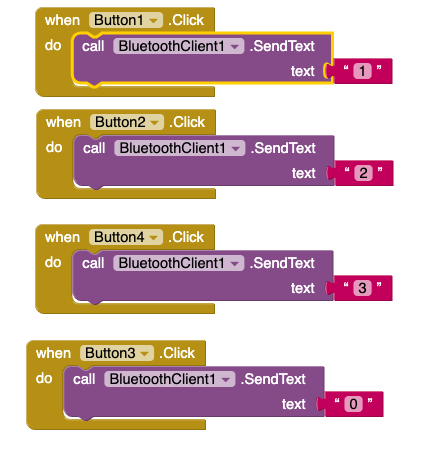 when Button1 .Click
do call BluetoothClient1 .SendText
text “ 1 ”
when Button2 .Click
do call BluetoothClient1 .SendText
text “ 2 ”
when Button4 .Click
do call BluetoothClient1 .SendText
text “ 3 ”
when Button3 .Click
do call BluetoothClient1 .SendText
text “ 0 ”